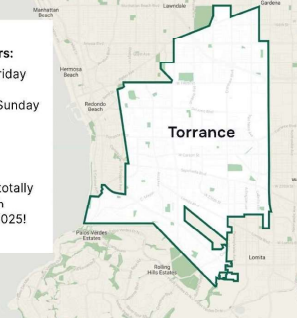 Manhattan
Beach
Lawndale
Gardena
rs:
riday
Sunday
totally
n
025!
Hermosa
Beach
Redondo
Beach
Torrance
Palos Verdes
Estates
Rolling
Hills Estates
Lomita